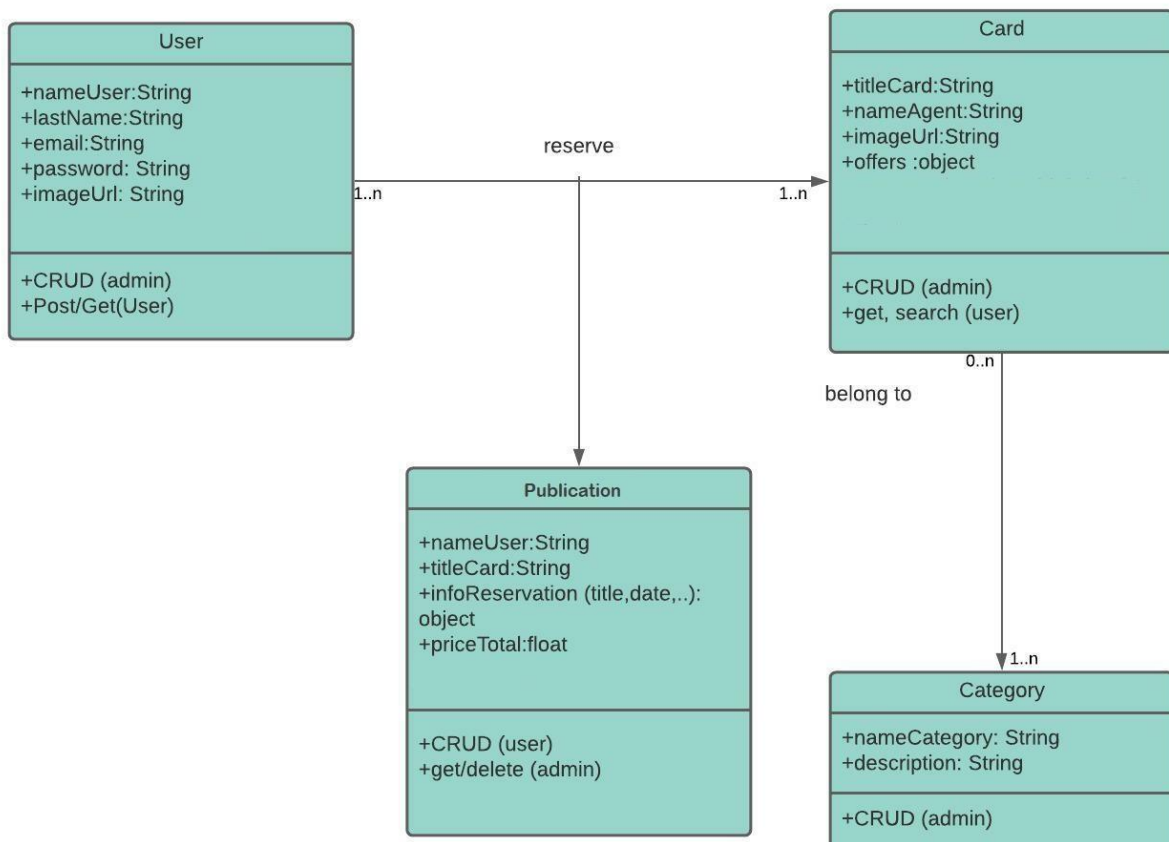 User
+nameUser:String
+lastName:String
+email:String
+password: String
+imageUrl: String
+CRUD (admin)
+Post/Get(User)
reserve
1..n
1..n
Card
+titleCard:String
+nameAgent:String
+imageUrl:String
+offers :object
+CRUD (admin)
+get, search (user)
0..n
belong to
Publication
+nameUser:String
+titleCard:String
+infoReservation (title,date,..):
object
+priceTotal:float
+CRUD (user)
+get/delete (admin)
1..n
Category
+nameCategory: String
+description: String
+CRUD (admin)